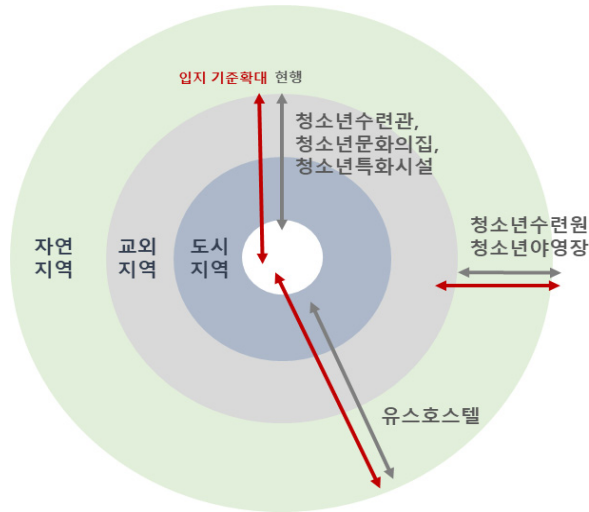 입지 기준확대 현행
청소년수련관,
청소년문화의집,
청소년특화시설
자연
지역
교외
지역
도시
지역
청소년수련원
청소년야영장
유스호스텔